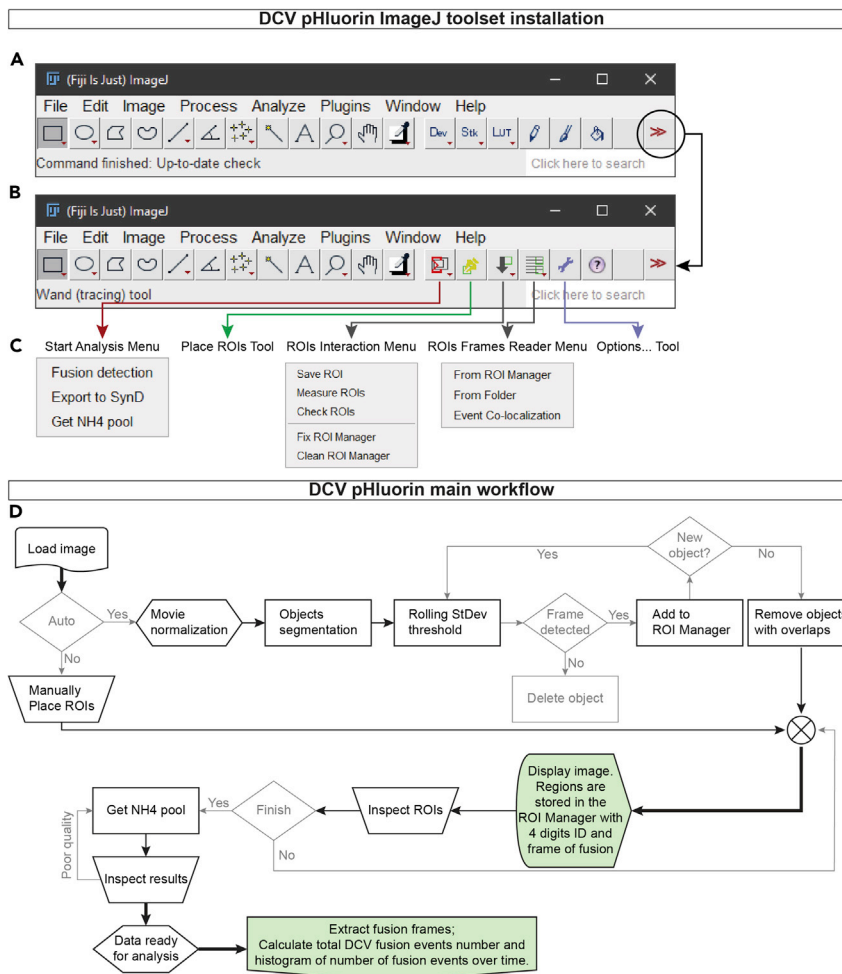 DCV pHluorin ImageJ toolset installation
A
(Fiji Is Just) ImageJ
File Edit Image Process Analyze Plugins Window Help
A Dev Stk LUT >>
Command finished: Up-to-date check
Click here to search
B
(Fiji Is Just) ImageJ
File Edit Image Process Analyze Plugins Window Help
A ? >>
Wand (tracing) tool
Click here to search
C
Start Analysis Menu
Place ROIs Tool
ROIs Interaction Menu
ROIs Frames Reader Menu
Options... Tool
Fusion detection
Export to SynD
Get NH4 pool
Save ROI
Measure ROIs
Check ROIs
Fix ROI Manager
Clean ROI Manager
From ROI Manager
From Folder
Event Co-localization
DCV pHluorin main workflow
D
Load image
Auto
Yes
No
Manually
Place ROIs
Movie
normalization
Objects
segmentation
Rolling StDev
threshold
Frame
detected
Yes
No
Delete object
Add to
ROI Manager
New
object?
Yes
No
Remove objects
with overlaps
Display image.
Regions are
stored in the
ROI Manager with
4 digits ID and
frame of fusion
Inspect ROIs
Finish
Yes
No
Get NH4 pool
Poor quality
Inspect results
Data ready
for analysis
Extract fusion frames;
Calculate total DCV fusion events number and
histogram of number of fusion events over time.